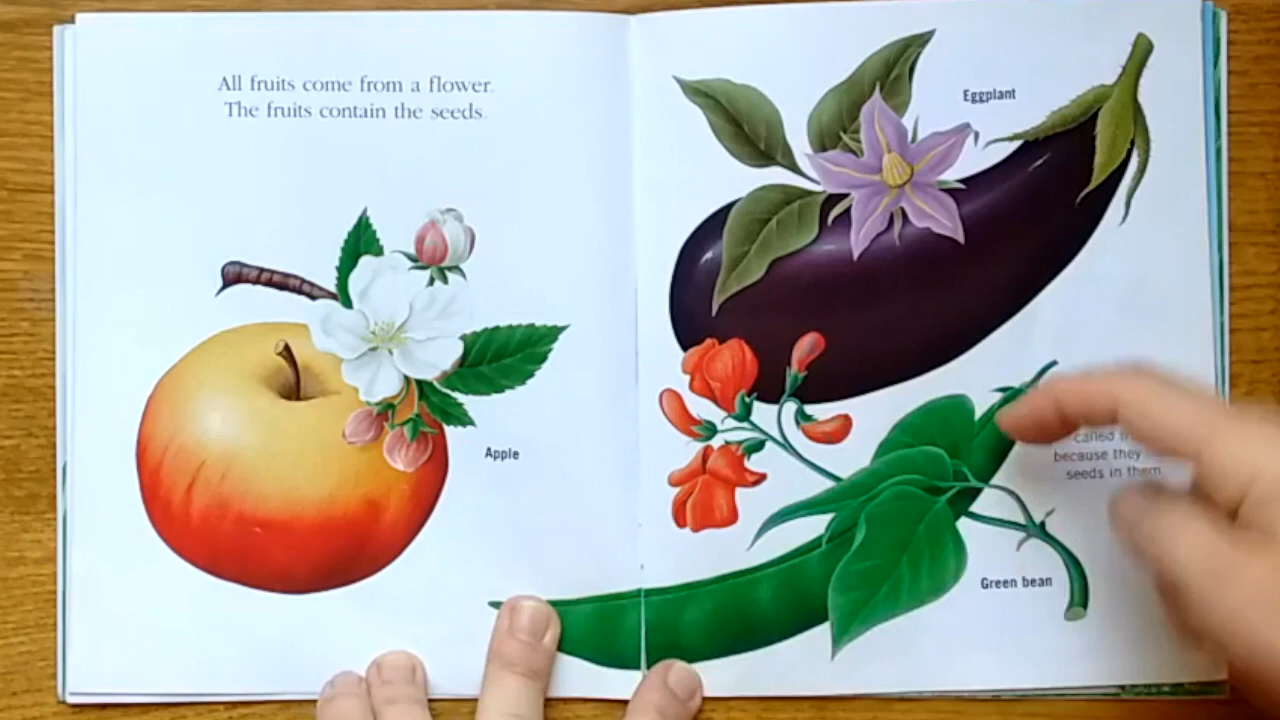 All fruits come from a flower.
The fruits contain the seeds.
Apple
Eggplant
called
because they
seeds in them
Green bean